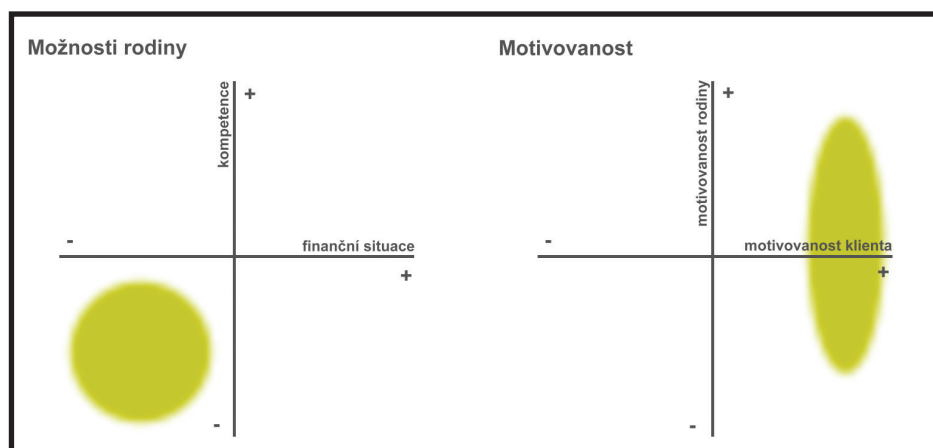 Možnosti rodiny
kompetence
+
-
finanční situace
+
-
Motivovanost
motivovanost rodiny
+
-
motivovanost klienta
+
-